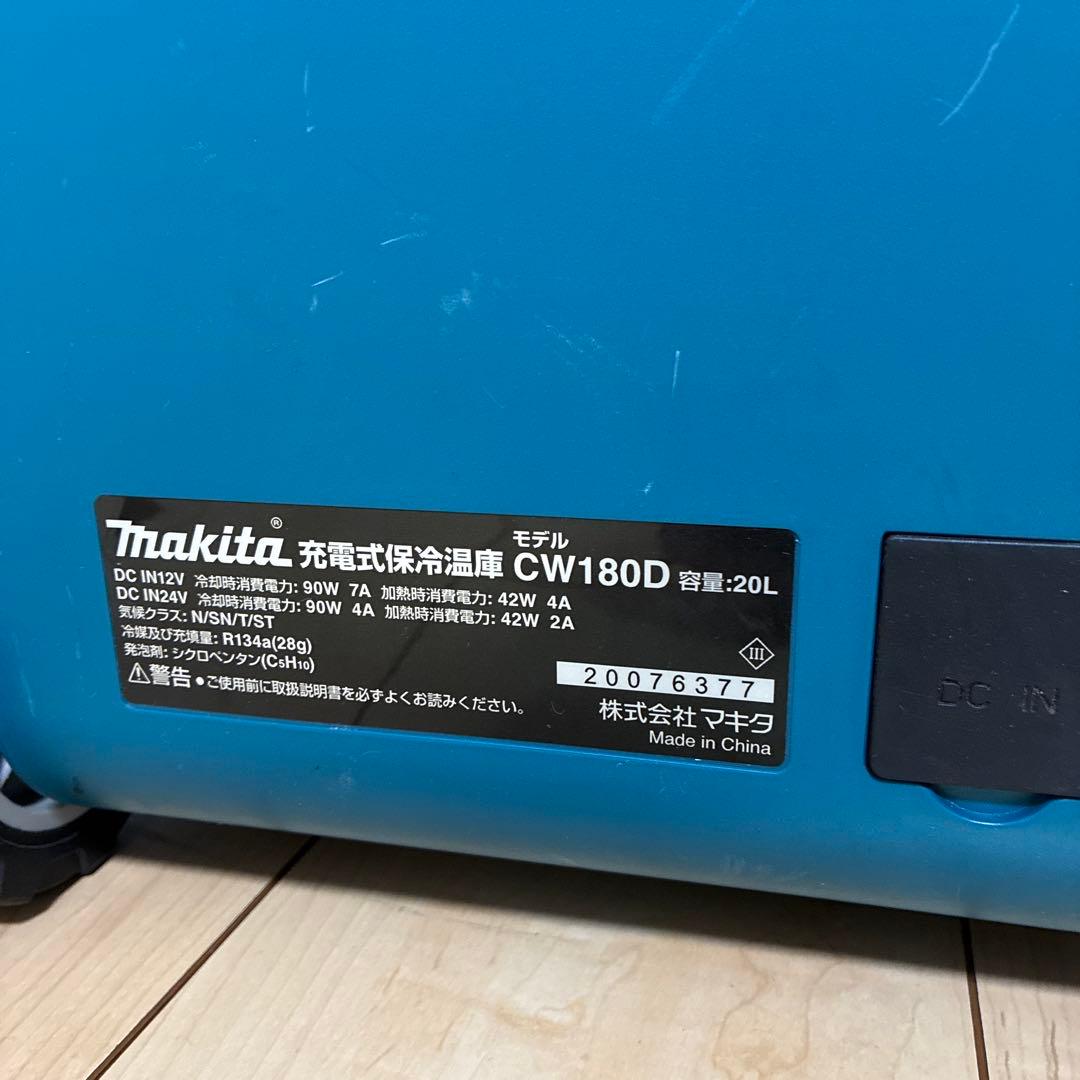 makita® 充電式保冷温庫 モデル CW180D 容量:20L
DC IN12V 冷却時消費電力: 90W 7A 加熱時消費電力: 42W 4A
DC IN24V 冷却時消費電力: 90W 4A 加熱時消費電力: 42W 2A
気候クラス: N/SN/T/ST
冷媒及び充填量: R134a(28g)
発泡剤: シクロペンタン(C5H10)
III
⚠警告 ●ご使用前に取扱説明書を必ずよくお読みください。
20076377
株式会社 マキタ
Made in China
DC IN